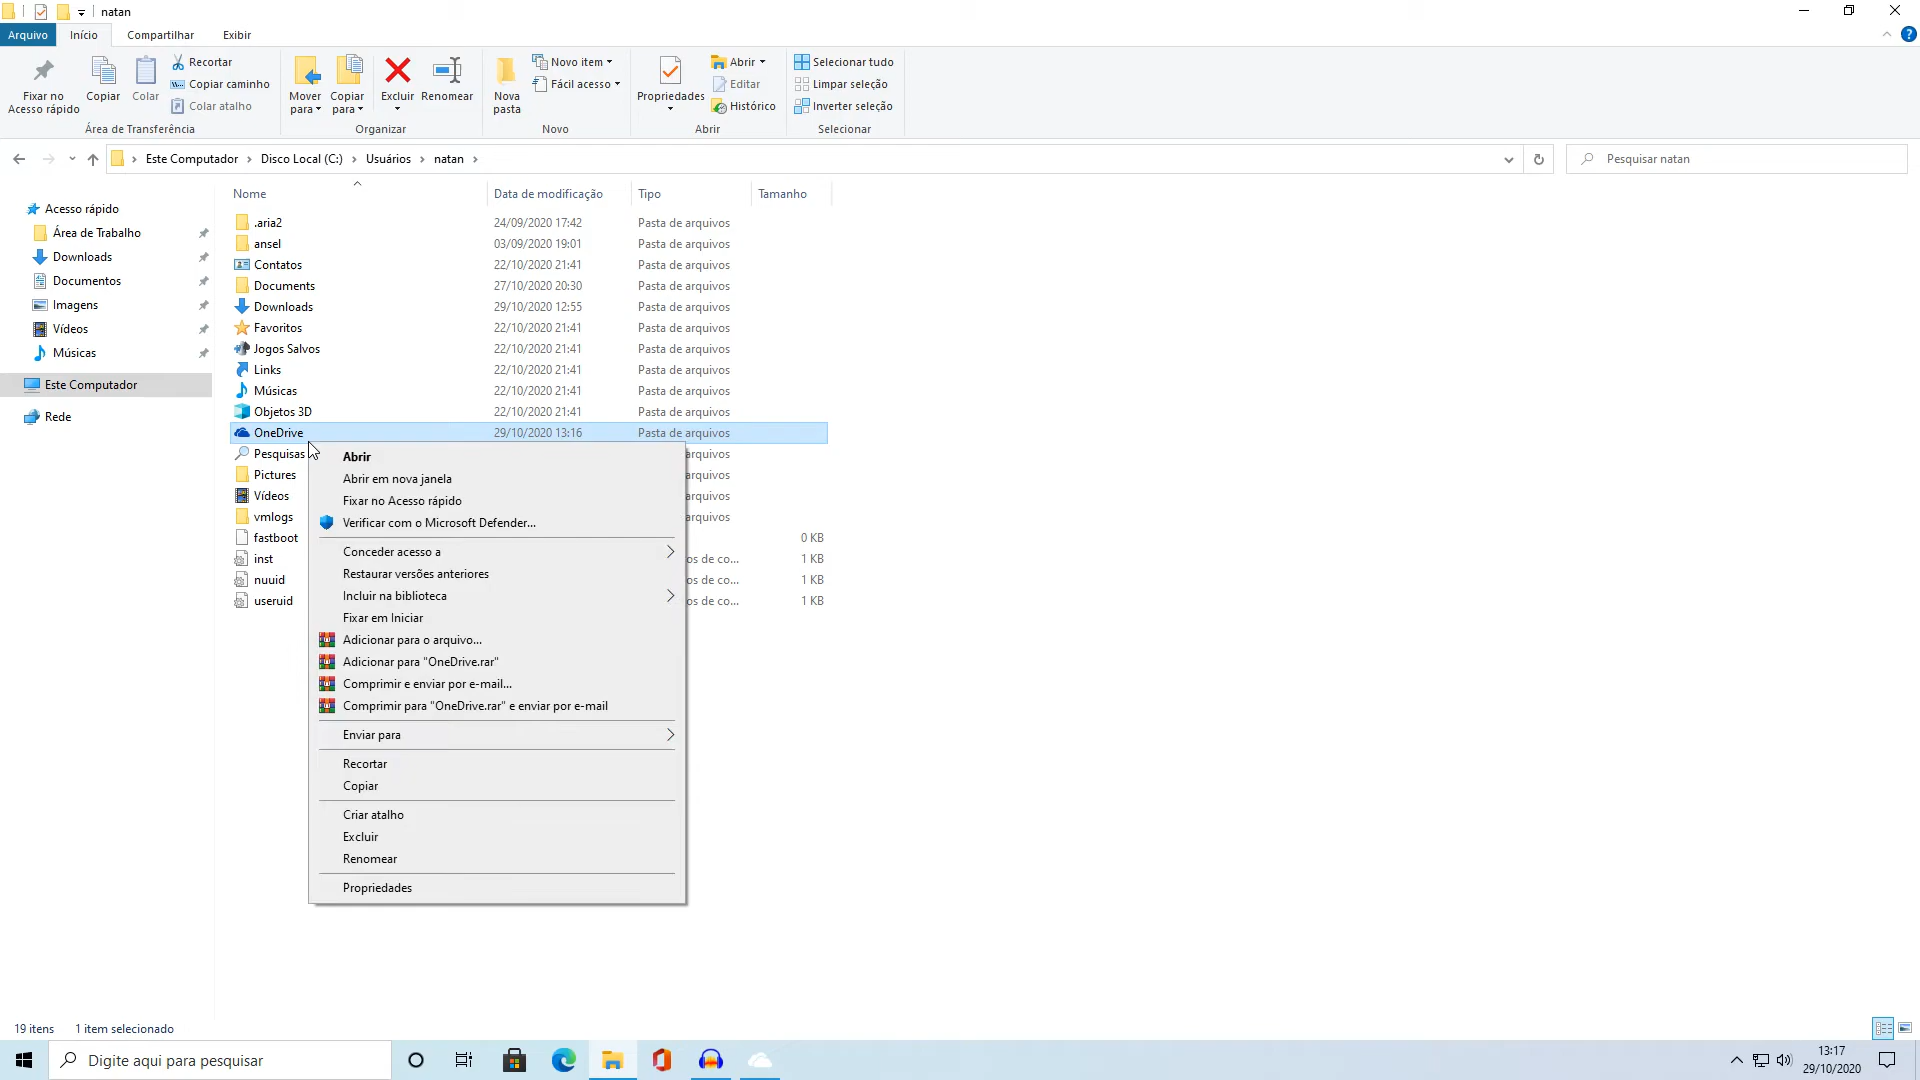 natan
Arquivo Início Compartilhar Exibir
Fixar no Acesso rápido
Copiar
Colar
Recortar
Copiar caminho
Colar atalho
Área de Transferência
Mover para
Copiar para
Excluir
Renomear
Organizar
Nova pasta
Novo item
Fácil acesso
Novo
Propriedades
Abrir
Editar
Histórico
Abrir
Selecionar tudo
Limpar seleção
Inverter seleção
Selecionar
Este Computador > Disco Local (C:) > Usuários > natan >
Pesquisar natan
Acesso rápido
Área de Trabalho
Downloads
Documentos
Imagens
Vídeos
Músicas
Este Computador
Rede
Nome Data de modificação Tipo Tamanho
.aria2 24/09/2020 17:42 Pasta de arquivos
ansel 03/09/2020 19:01 Pasta de arquivos
Contatos 22/10/2020 21:41 Pasta de arquivos
Documents 27/10/2020 20:30 Pasta de arquivos
Downloads 29/10/2020 12:55 Pasta de arquivos
Favoritos 22/10/2020 21:41 Pasta de arquivos
Jogos Salvos 22/10/2020 21:41 Pasta de arquivos
Links 22/10/2020 21:41 Pasta de arquivos
Músicas 22/10/2020 21:41 Pasta de arquivos
Objetos 3D 22/10/2020 21:41 Pasta de arquivos
OneDrive 29/10/2020 13:16 Pasta de arquivos
Pesquisas arquivos
Pictures arquivos
Vídeos arquivos
vmlogs arquivos
fastboot 0 KB
inst os de co... 1 KB
nuuid os de co... 1 KB
useruid os de co... 1 KB
Abrir
Abrir em nova janela
Fixar no Acesso rápido
Verificar com o Microsoft Defender...
Conceder acesso a
Restaurar versões anteriores
Incluir na biblioteca
Fixar em Iniciar
Adicionar para o arquivo...
Adicionar para "OneDrive.rar"
Comprimir e enviar por e-mail...
Comprimir para "OneDrive.rar" e enviar por e-mail
Enviar para
Recortar
Copiar
Criar atalho
Excluir
Renomear
Propriedades
19 itens 1 item selecionado
Digite aqui para pesquisar
13:17
29/10/2020